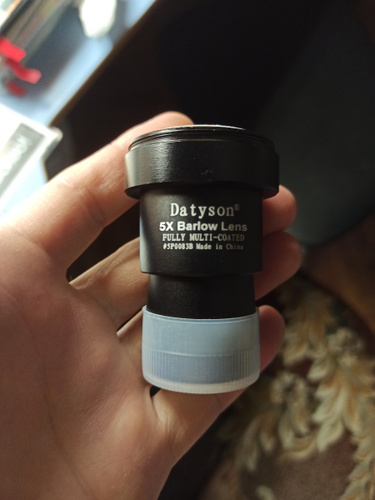 Datyson®
5X Barlow Lens
FULLY MULTI-COATED
#5P0083B Made in China